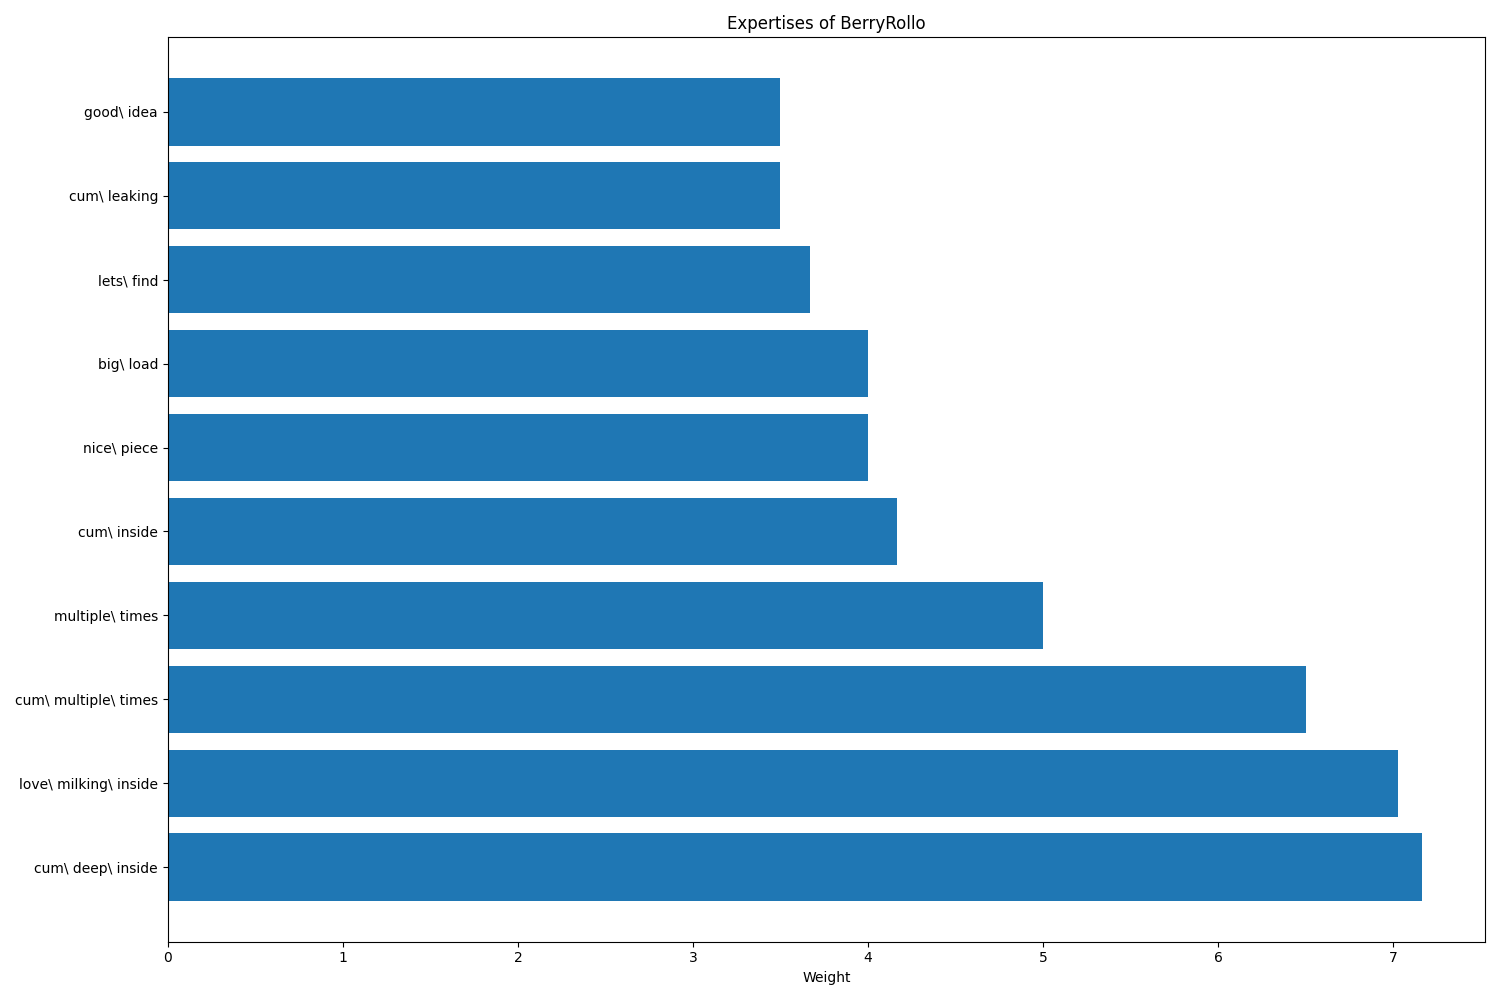 Expertises of BerryRollo
good\ idea
cum\ leaking
lets\ find
big\ load
nice\ piece
cum\ inside
multiple\ times
cum\ multiple\ times
love\ milking\ inside
cum\ deep\ inside
0 1 2 3 4 5 6 7
Weight